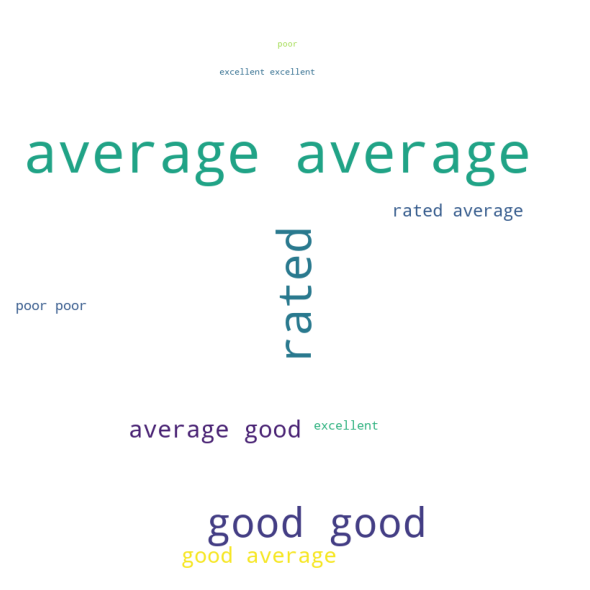 poor
excellent excellent
average average
rated average
rated
poor poor
average good
excellent
good good
good average